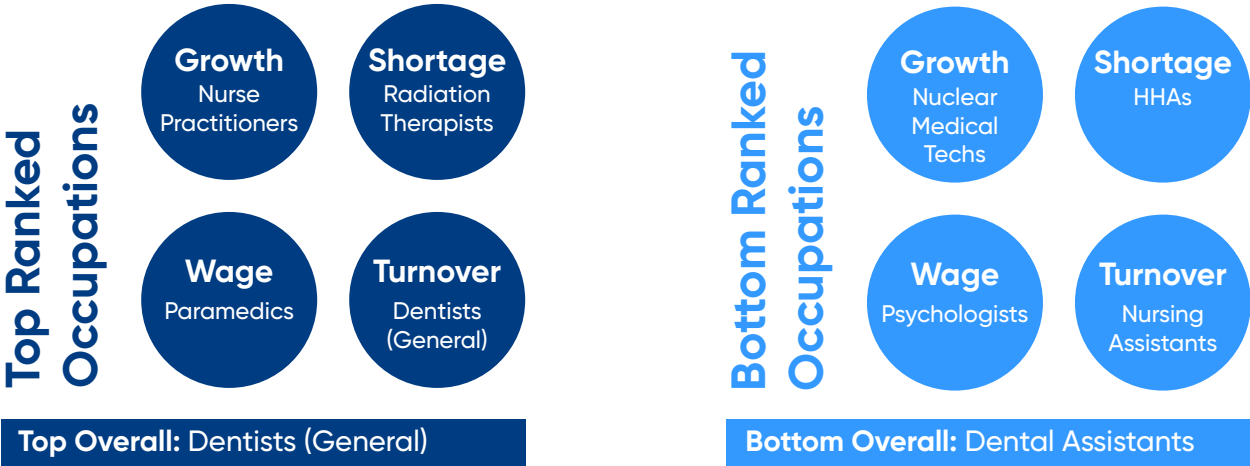 Top Ranked
Occupations
Growth
Nurse
Practitioners
Shortage
Radiation
Therapists
Wage
Paramedics
Turnover
Dentists
(General)
Top Overall: Dentists (General)
Bottom Ranked
Occupations
Growth
Nuclear
Medical
Techs
Shortage
HHAs
Wage
Psychologists
Turnover
Nursing
Assistants
Bottom Overall: Dental Assistants